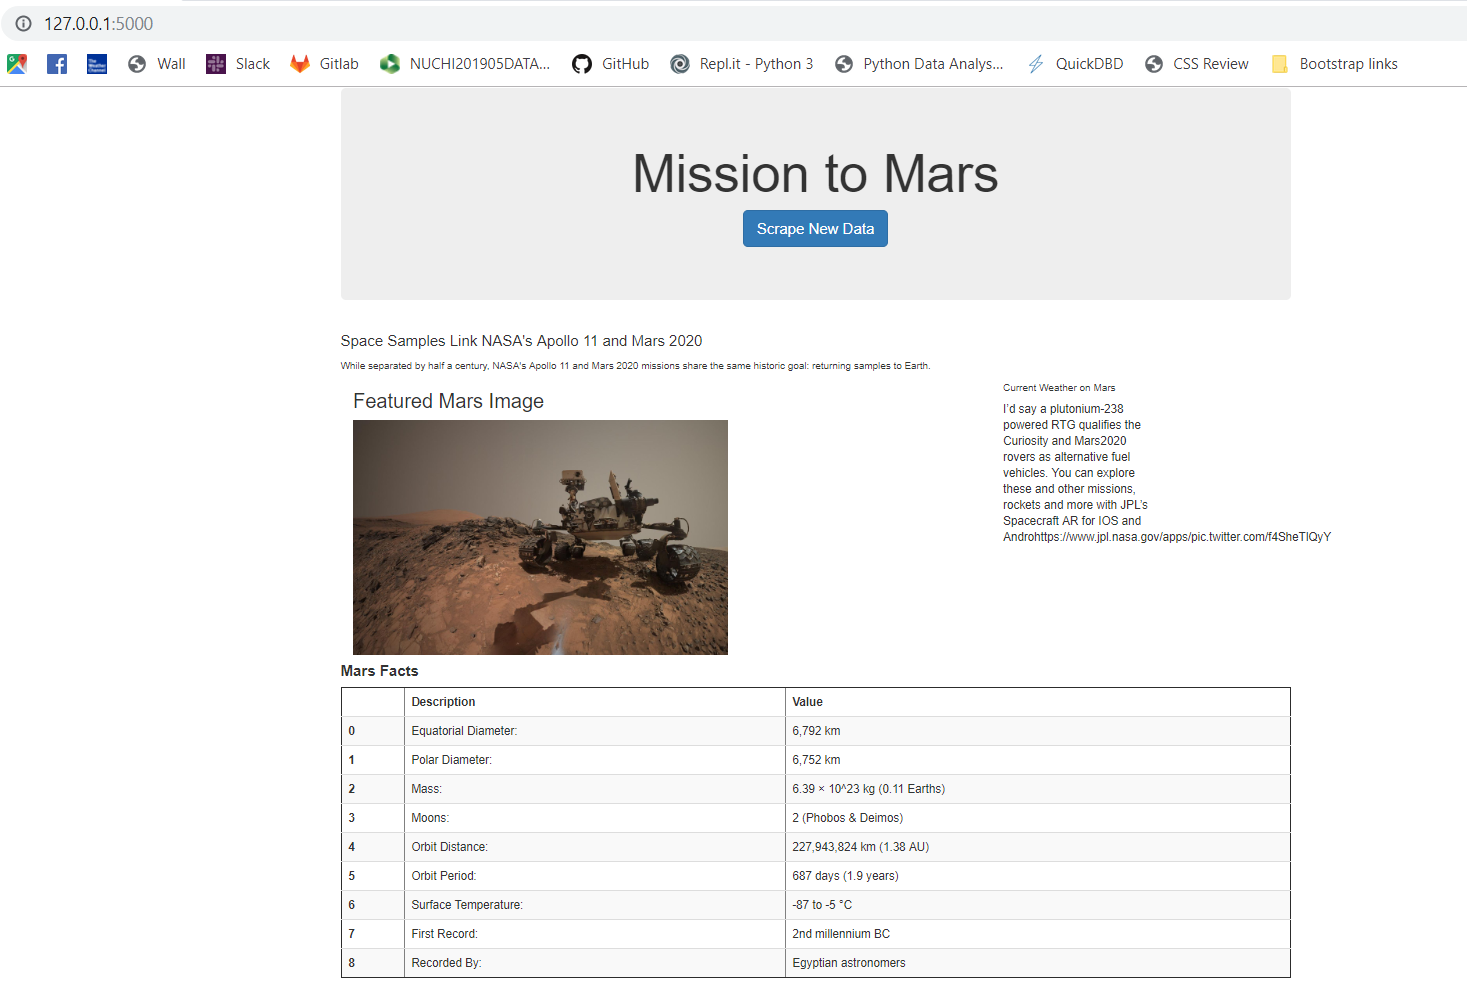 127.0.0.1:5000
Wall Slack Gitlab NUCHI201905DATA... GitHub Repl.it - Python 3 Python Data Analys... QuickDBD CSS Review Bootstrap links
Mission to Mars
Scrape New Data
Space Samples Link NASA's Apollo 11 and Mars 2020
While separated by half a century, NASA's Apollo 11 and Mars 2020 missions share the same historic goal: returning samples to Earth.
Featured Mars Image
Current Weather on Mars
I'd say a plutonium-238
powered RTG qualifies the
Curiosity and Mars2020
rovers as alternative fuel
vehicles. You can explore
these and other missions,
rockets and more with JPL's
Spacecraft AR for IOS and
Androhttps://www.jpl.nasa.gov/apps/pic.twitter.com/f4SheTIQyY
Mars Facts
Description Value
0 Equatorial Diameter: 6,792 km
1 Polar Diameter: 6,752 km
2 Mass: 6.39 × 10^23 kg (0.11 Earths)
3 Moons: 2 (Phobos & Deimos)
4 Orbit Distance: 227,943,824 km (1.38 AU)
5 Orbit Period: 687 days (1.9 years)
6 Surface Temperature: -87 to -5 °C
7 First Record: 2nd millennium BC
8 Recorded By: Egyptian astronomers